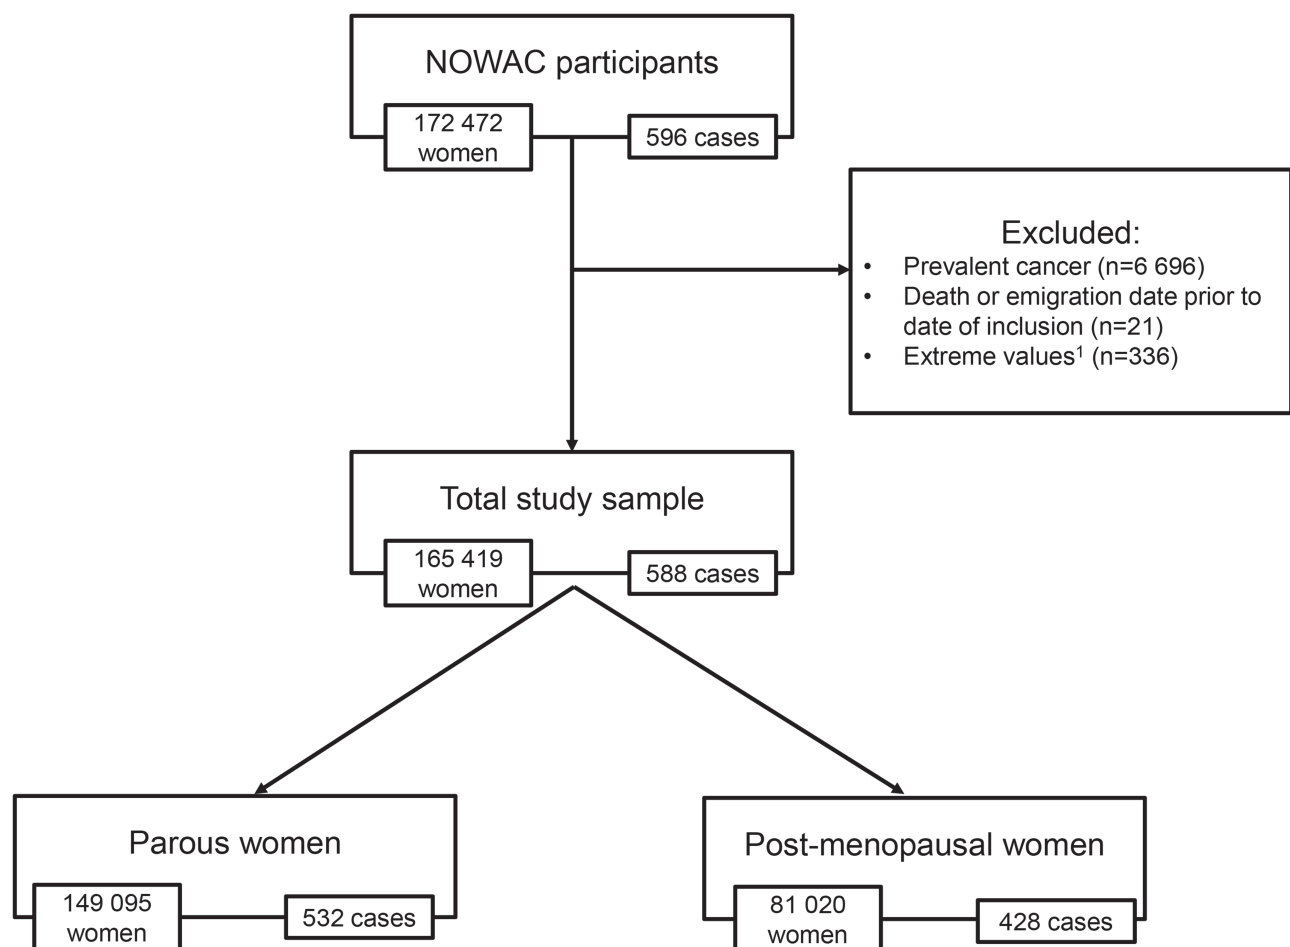 NOWAC participants
172 472
women
596 cases
Excluded:
• Prevalent cancer (n=6 696)
• Death or emigration date prior to
date of inclusion (n=21)
• Extreme values¹ (n=336)
Total study sample
165 419
women
588 cases
Parous women
149 095
women
532 cases
Post-menopausal women
81 020
women
428 cases